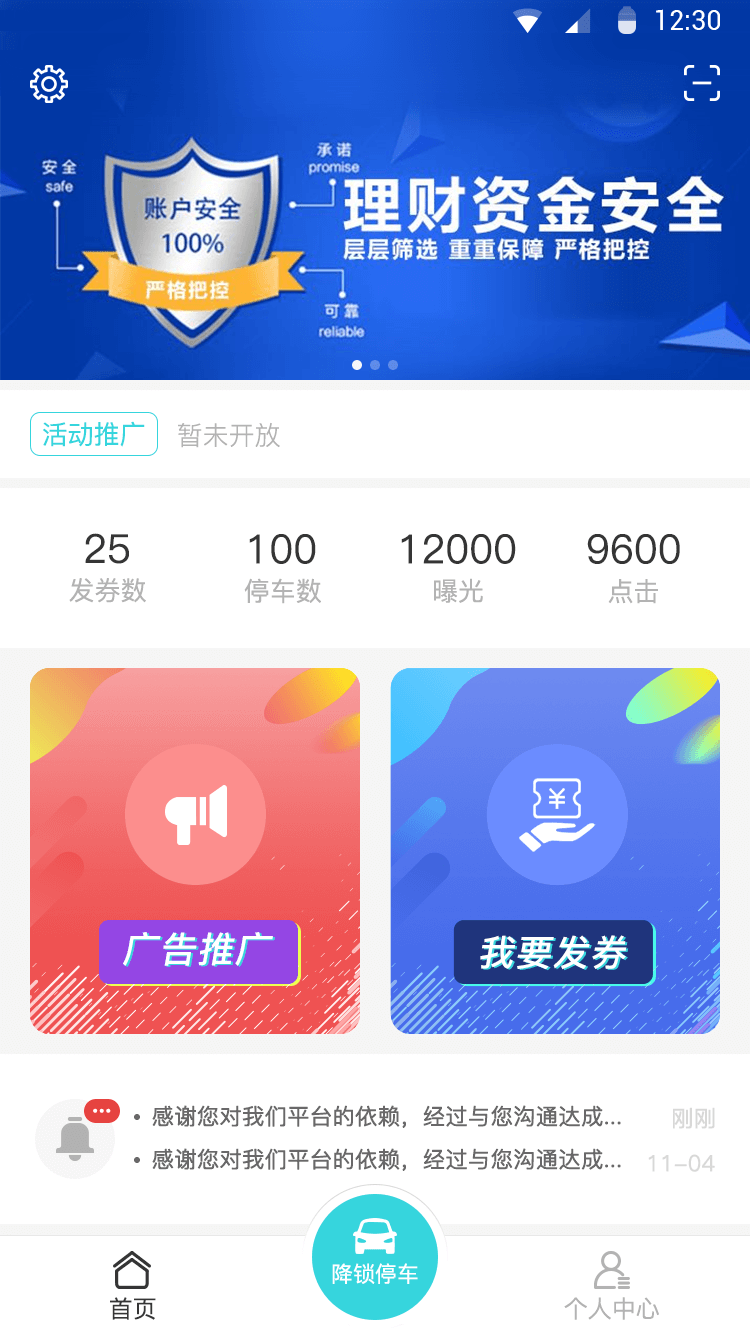 12:30
安全
safe
承诺
promise
账户安全
100%
严格把控
理财资金安全
层层筛选 重重保障 严格把控
可靠
reliable
活动推广 暂未开放
25 100 12000 9600
发券数 停车数 曝光 点击
¥
广告推广 我要发券
• 感谢您对我们平台的依赖，经过与您沟通达成... 刚刚
• 感谢您对我们平台的依赖，经过与您沟通达成... 11-04
降锁停车
首页 个人中心